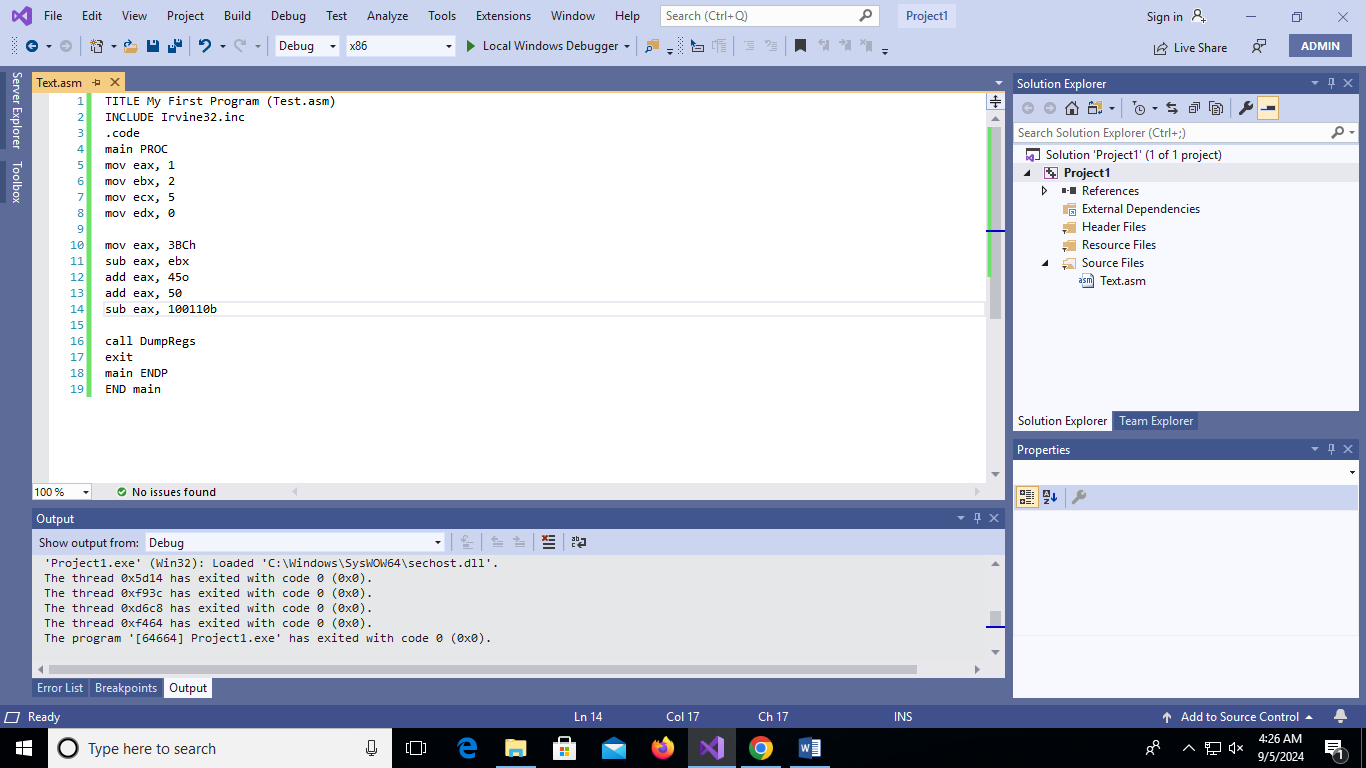 File Edit View Project Build Debug Test Analyze Tools Extensions Window Help Search (Ctrl+Q) Project1 Sign in
Debug x86 Local Windows Debugger Live Share ADMIN
Server Explorer
Toolbox
Text.asm
1 TITLE My First Program (Test.asm)
2 INCLUDE Irvine32.inc
3 .code
4 main PROC
5 mov eax, 1
6 mov ebx, 2
7 mov ecx, 5
8 mov edx, 0
9
10 mov eax, 3BCh
11 sub eax, ebx
12 add eax, 45o
13 add eax, 50
14 sub eax, 100110b
15
16 call DumpRegs
17 exit
18 main ENDP
19 END main
100 % No issues found
Output
Show output from: Debug
'Project1.exe' (Win32): Loaded 'C:\Windows\SysWOW64\sechost.dll'.
The thread 0x5d14 has exited with code 0 (0x0).
The thread 0xf93c has exited with code 0 (0x0).
The thread 0xd6c8 has exited with code 0 (0x0).
The thread 0xf464 has exited with code 0 (0x0).
The program '[64664] Project1.exe' has exited with code 0 (0x0).
Error List Breakpoints Output
Solution Explorer
Search Solution Explorer (Ctrl+;)
Solution 'Project1' (1 of 1 project)
Project1
References
External Dependencies
Header Files
Resource Files
Source Files
asm Text.asm
Solution Explorer Team Explorer
Properties
Ready Ln 14 Col 17 Ch 17 INS Add to Source Control
Type here to search
4:26 AM
9/5/2024
1